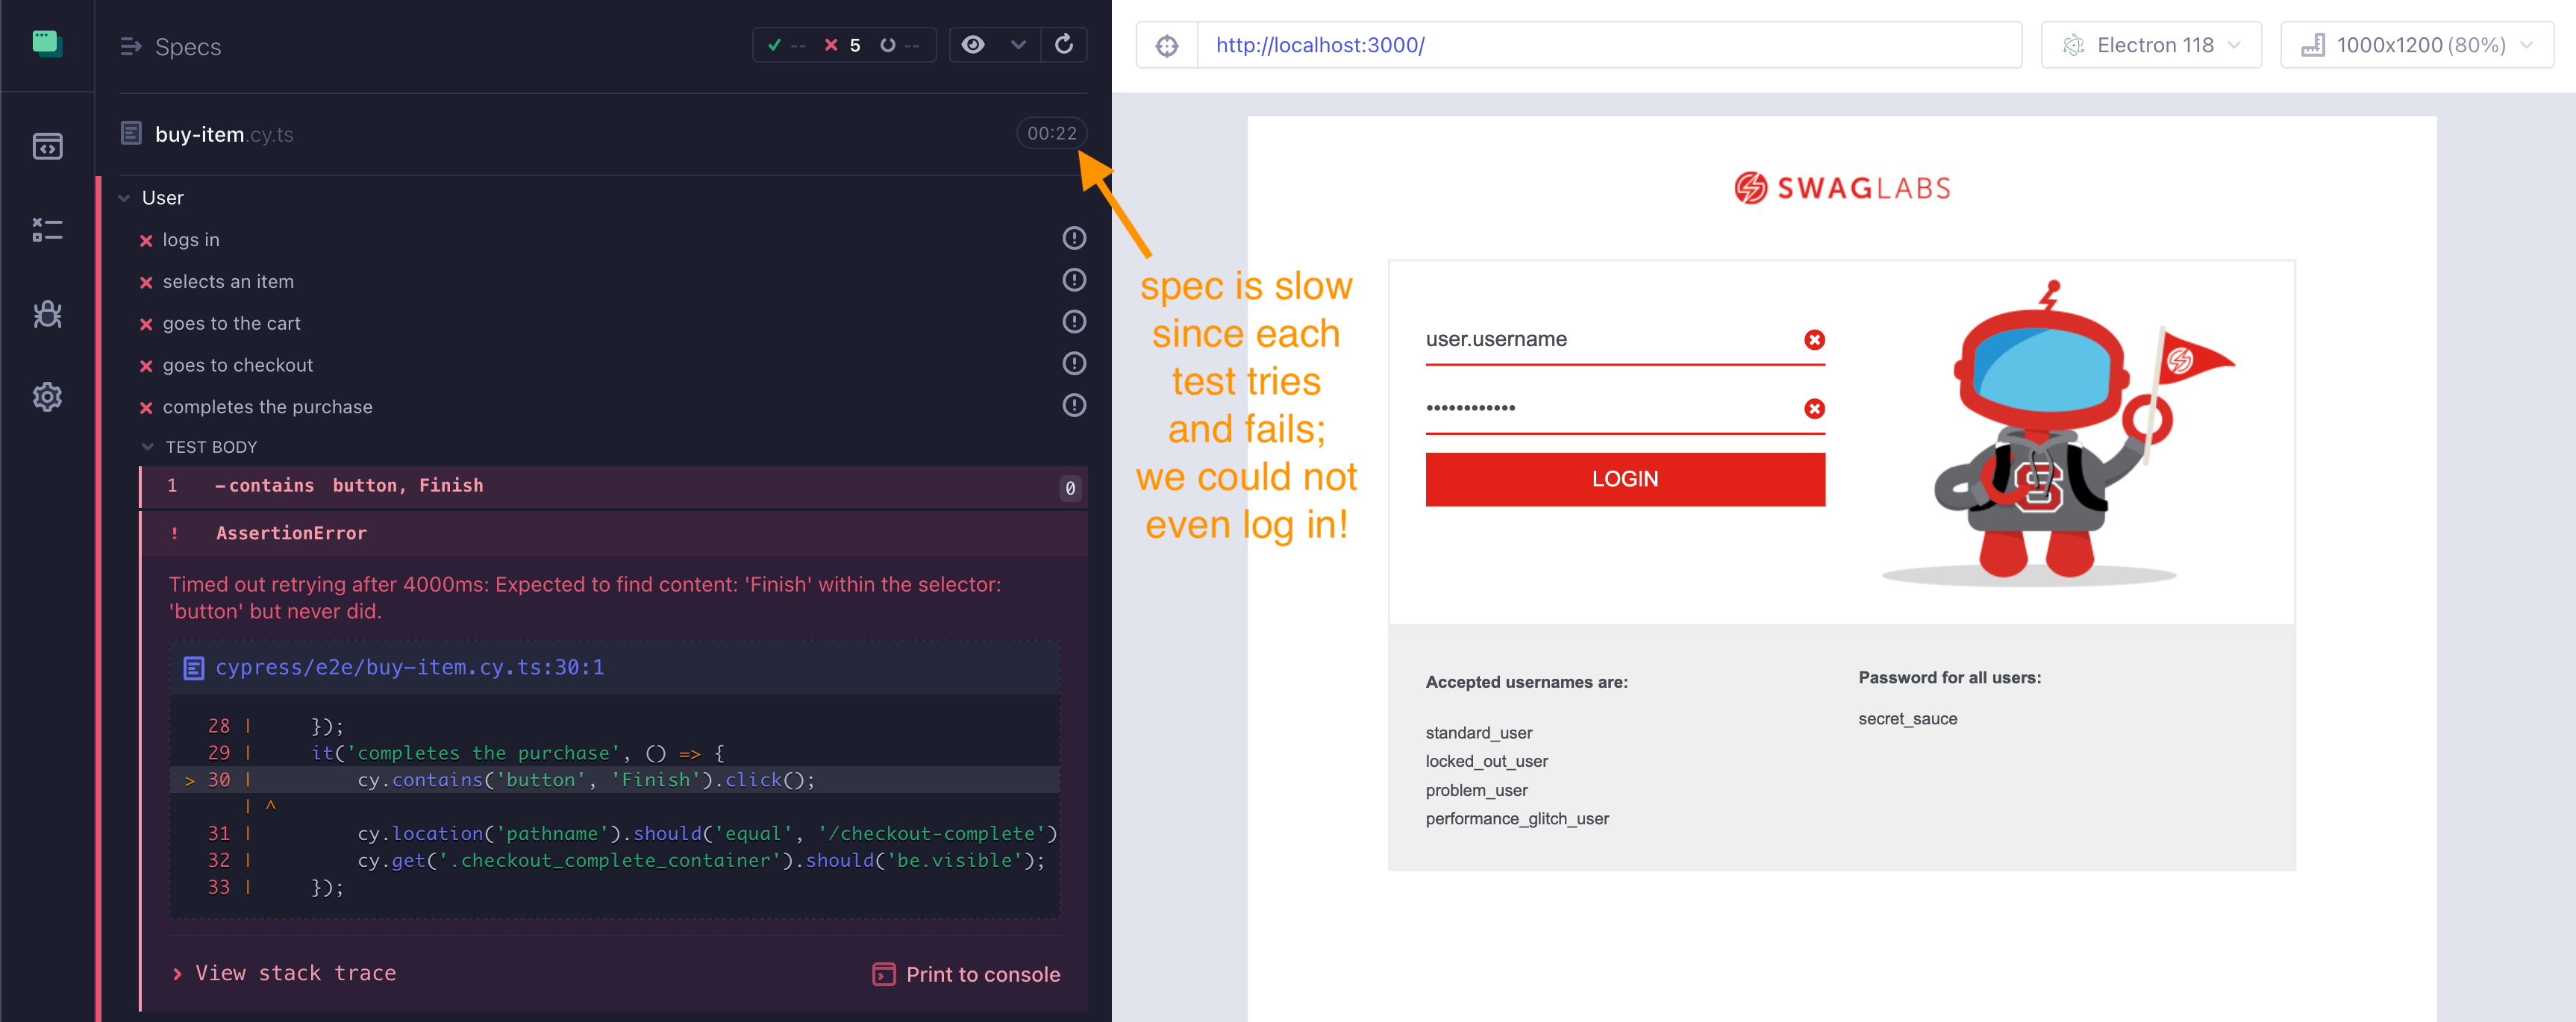 Specs
-- 5 --
buy-item.cy.ts
00:22
User
logs in
selects an item
goes to the cart
goes to checkout
completes the purchase
TEST BODY
1 -contains button, Finish 0
! AssertionError
Timed out retrying after 4000ms: Expected to find content: 'Finish' within the selector:
'button' but never did.
cypress/e2e/buy-item.cy.ts:30:1
28 | });
29 | it('completes the purchase', () => {
> 30 | cy.contains('button', 'Finish').click();
| ^
31 | cy.location('pathname').should('equal', '/checkout-complete')
32 | cy.get('.checkout_complete_container').should('be.visible');
33 | });
View stack trace
Print to console
spec is slow
since each
test tries
and fails;
we could not
even log in!
http://localhost:3000/
Electron 118
1000x1200 (80%)
SWAGLABS
user.username
••••••••••••
LOGIN
S
Accepted usernames are:
standard_user
locked_out_user
problem_user
performance_glitch_user
Password for all users:
secret_sauce